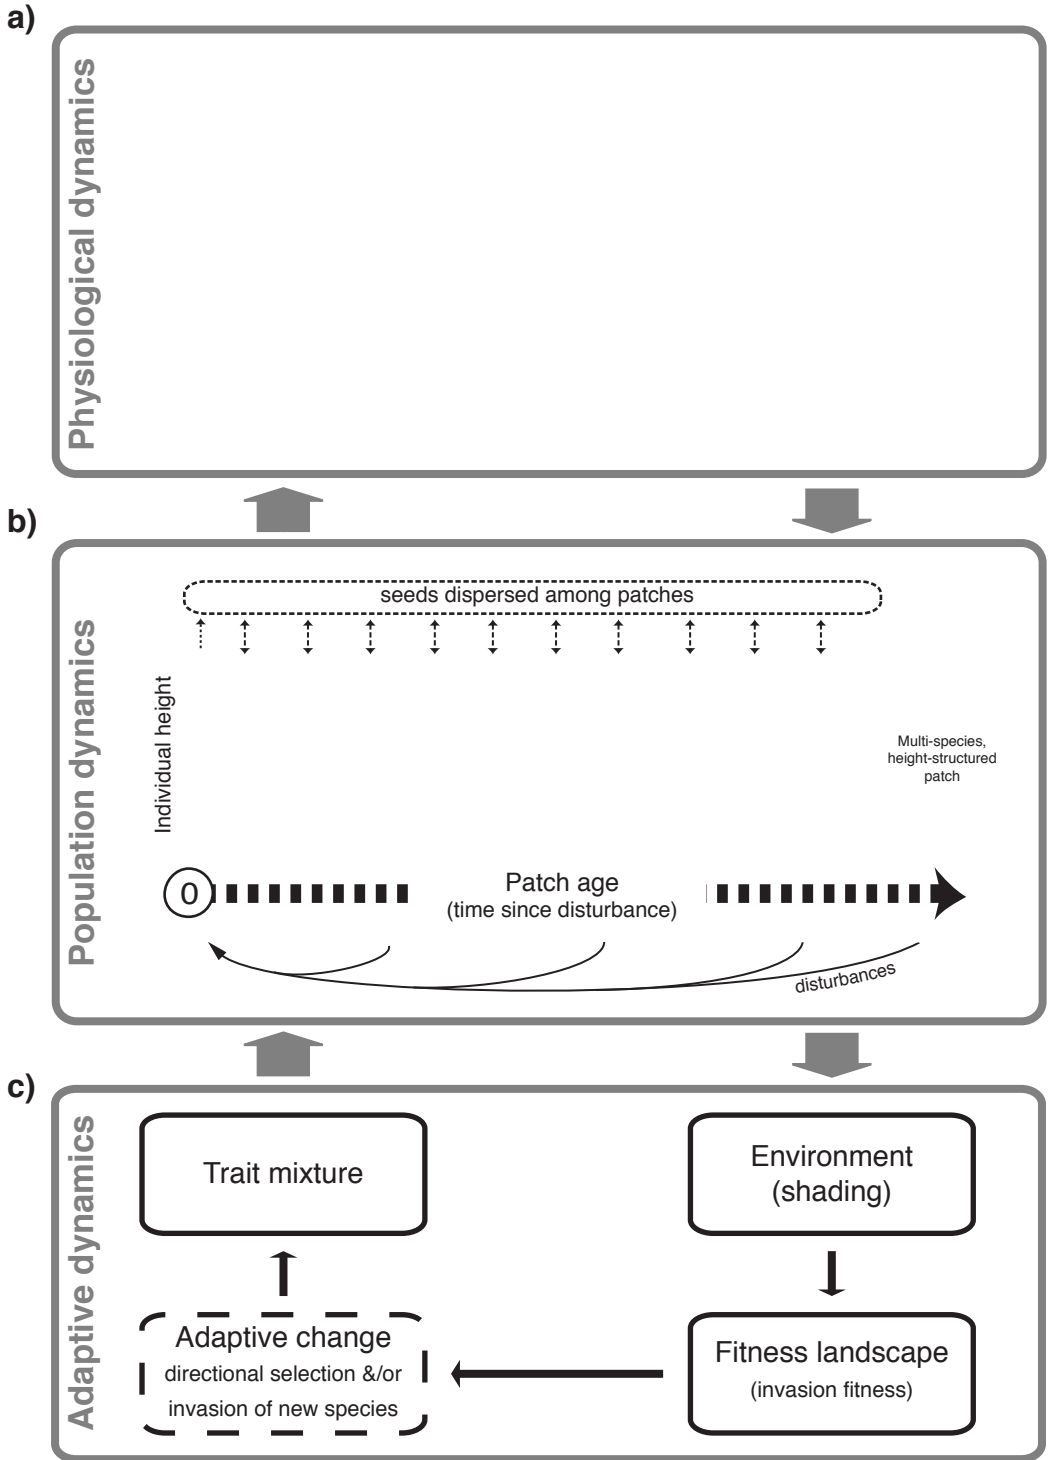 a)
Physiological dynamics
b)
Population dynamics
seeds dispersed among patches
Individual height
Multi-species,
height-structured
patch
0
Patch age
(time since disturbance)
disturbances
c)
Adaptive dynamics
Trait mixture
Environment
(shading)
Adaptive change
directional selection &/or
invasion of new species
Fitness landscape
(invasion fitness)